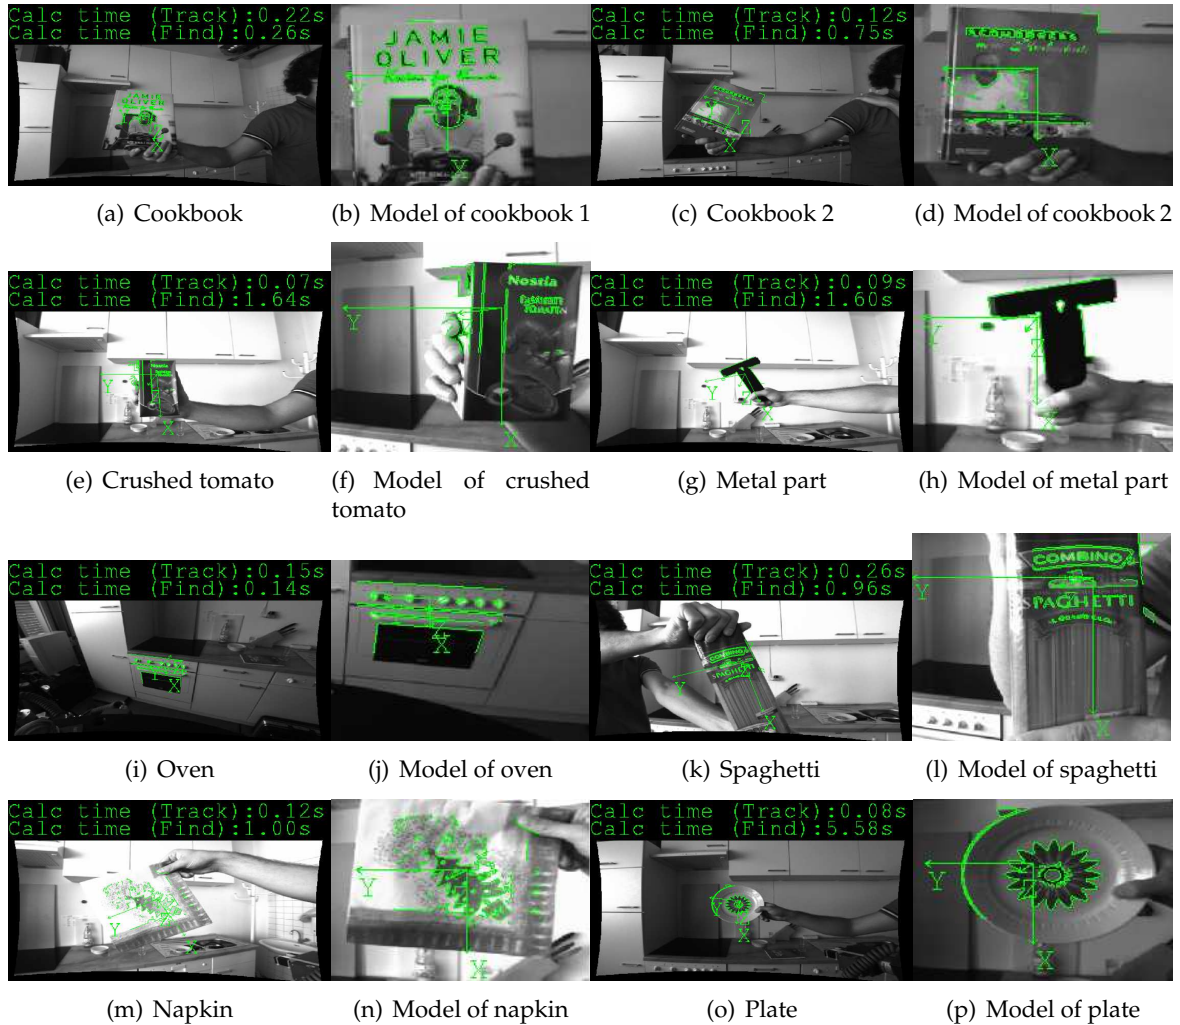 Calc time (Track):0.22s
Calc time (Find):0.26s
JAMIE
OLIVER
X
JAMIE
OLIVER
Y
X
Calc time (Track):0.12s
Calc time (Find):0.75s
Y
Z
X
Y
X
(a) Cookbook
(b) Model of cookbook 1
(c) Cookbook 2
(d) Model of cookbook 2
Calc time (Track):0.07s
Calc time (Find):1.64s
Y
X
Nostia
TOMATEN
Y
X
Calc time (Track):0.09s
Calc time (Find):1.60s
Y
X
Y
Z
X
(e) Crushed tomato
(f) Model of crushed
tomato
(g) Metal part
(h) Model of metal part
Calc time (Track):0.15s
Calc time (Find):0.14s
X
X
Calc time (Track):0.26s
Calc time (Find):0.96s
COMBINO
SPAGHETTI
Y
X
COMBINO
SPAGHETTI
Y
X
(i) Oven
(j) Model of oven
(k) Spaghetti
(l) Model of spaghetti
Calc time (Track):0.12s
Calc time (Find):1.00s
Y
X
Y
X
Calc time (Track):0.08s
Calc time (Find):5.58s
Y
X
Y
X
(m) Napkin
(n) Model of napkin
(o) Plate
(p) Model of plate